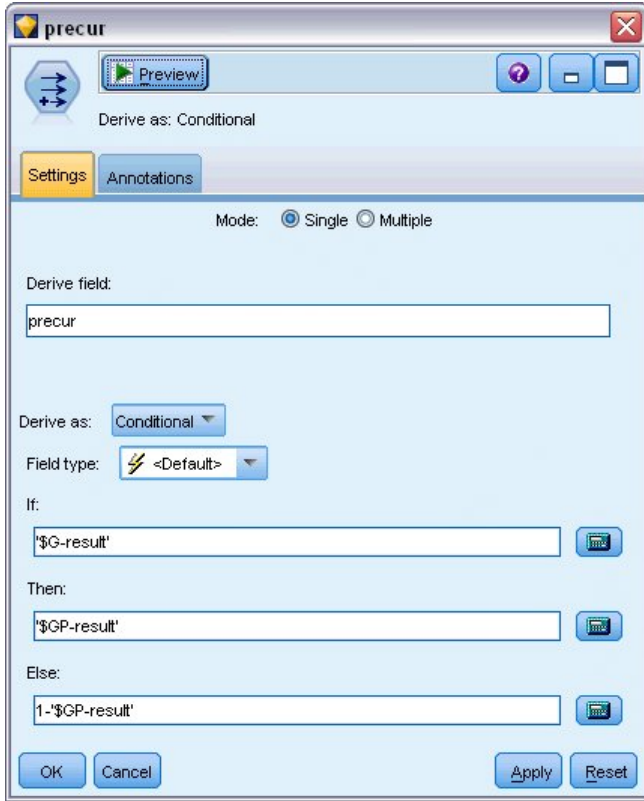 precur
Preview
Derive as: Conditional
Settings Annotations
Mode: Single Multiple
Derive field:
precur
Derive as: Conditional
Field type: <Default>
If:
'$G-result'
Then:
'$GP-result'
Else:
1-'$GP-result'
OK Cancel Apply Reset